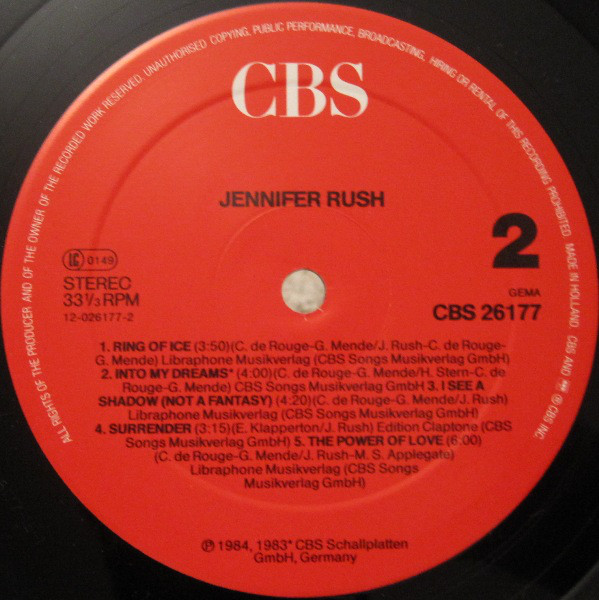 ALL RIGHTS OF THE PRODUCER AND OF THE OWNER OF THE RECORDED WORK RESERVED. UNAUTHORISED COPYING, PUBLIC PERFORMANCE, BROADCASTING, HIRING OR RENTAL OF THIS RECORDING PROHIBITED MADE IN HOLLAND CBS AND ® CBS INC
CBS
JENNIFER RUSH
2
LC 0149
STEREO
33⅓ RPM
12-026177-2
GEMA
CBS 26177
1. RING OF ICE (3:50)(C. de Rouge-G. Mende/J. Rush-C. de Rouge-
G. Mende) Libraphone Musikverlag (CBS Songs Musikverlag GmbH)
2. INTO MY DREAMS* (4:00)(C. de Rouge-G. Mende/H. Stern-C. de
Rouge-G. Mende) CBS Songs Musikverlag GmbH 3. I SEE A
SHADOW (NOT A FANTASY) (4:20)(C. de Rouge-G. Mende/J. Rush)
Libraphone Musikverlag (CBS Songs Musikverlag GmbH)
4. SURRENDER (3:15)(E. Klapperton/J. Rush) Edition Claptone (CBS
Songs Musikverlag GmbH) 5. THE POWER OF LOVE (6:00)
(C. de Rouge-G. Mende/J. Rush-M. S. Applegate)
Libraphone Musikverlag (CBS Songs
Musikverlag GmbH)
℗ 1984, 1983* CBS Schallplatten
GmbH, Germany